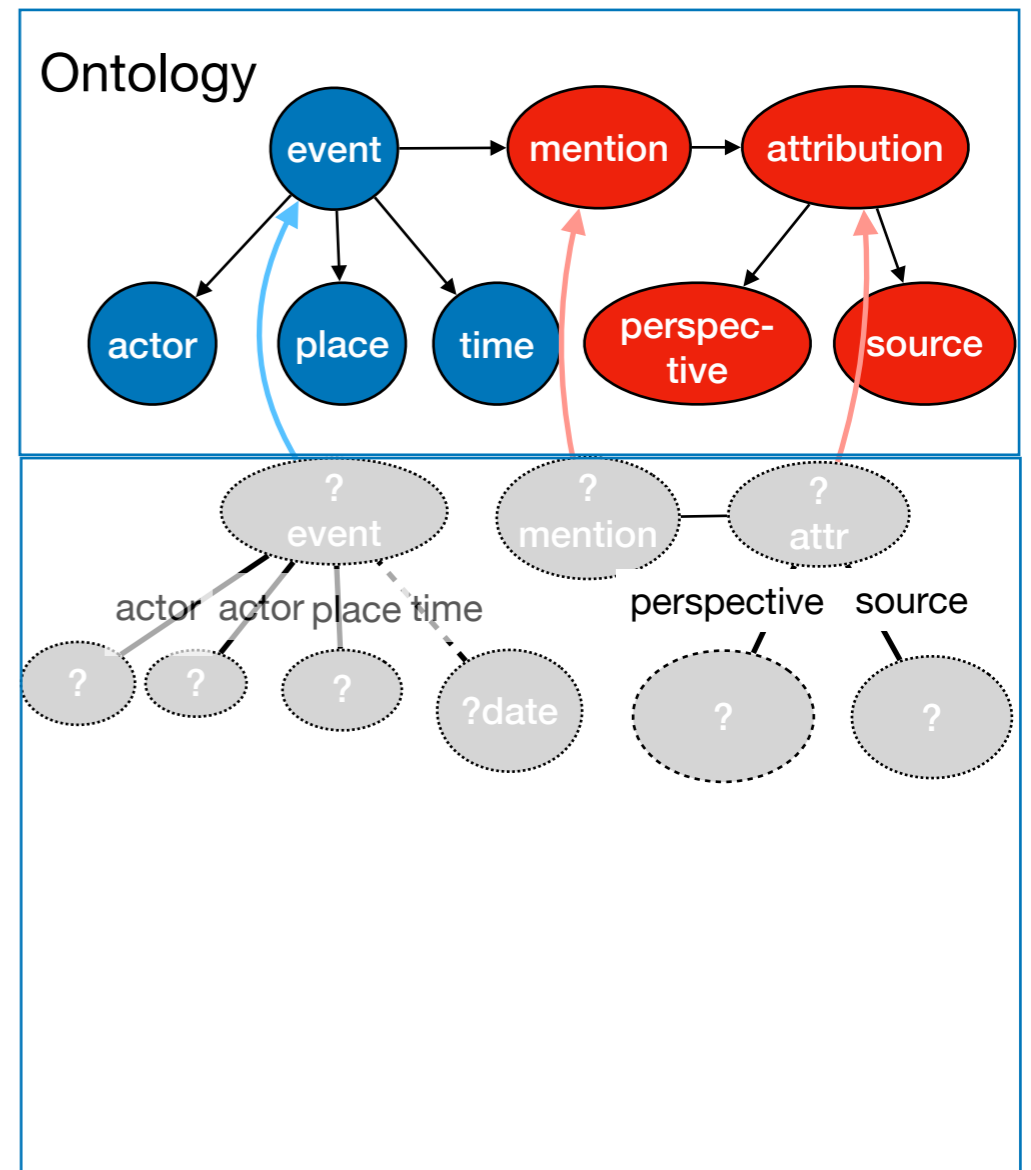 Ontology
event
mention
attribution
actor
place
time
perspec-
tive
source
?
event
?
mention
?
attr
actor
actor
place
time
perspective
source
?
?
?
?date
?
?